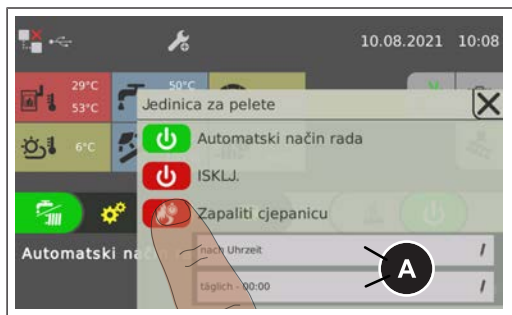 10.08.2021 10:08
29°C
50°C
53°C
Jedinica za pelete
Automatski način rada
6°C
ISKLJ.
Zapaliti cjepanicu
Automatski na
nach Uhrzeit
täglich - 00:00
A